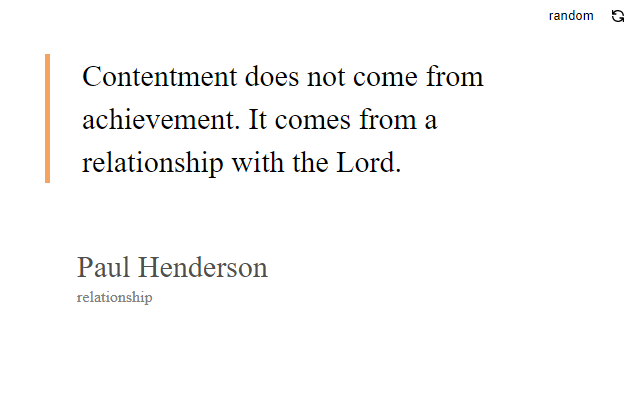 random
Contentment does not come from
achievement. It comes from a
relationship with the Lord.
Paul Henderson
relationship